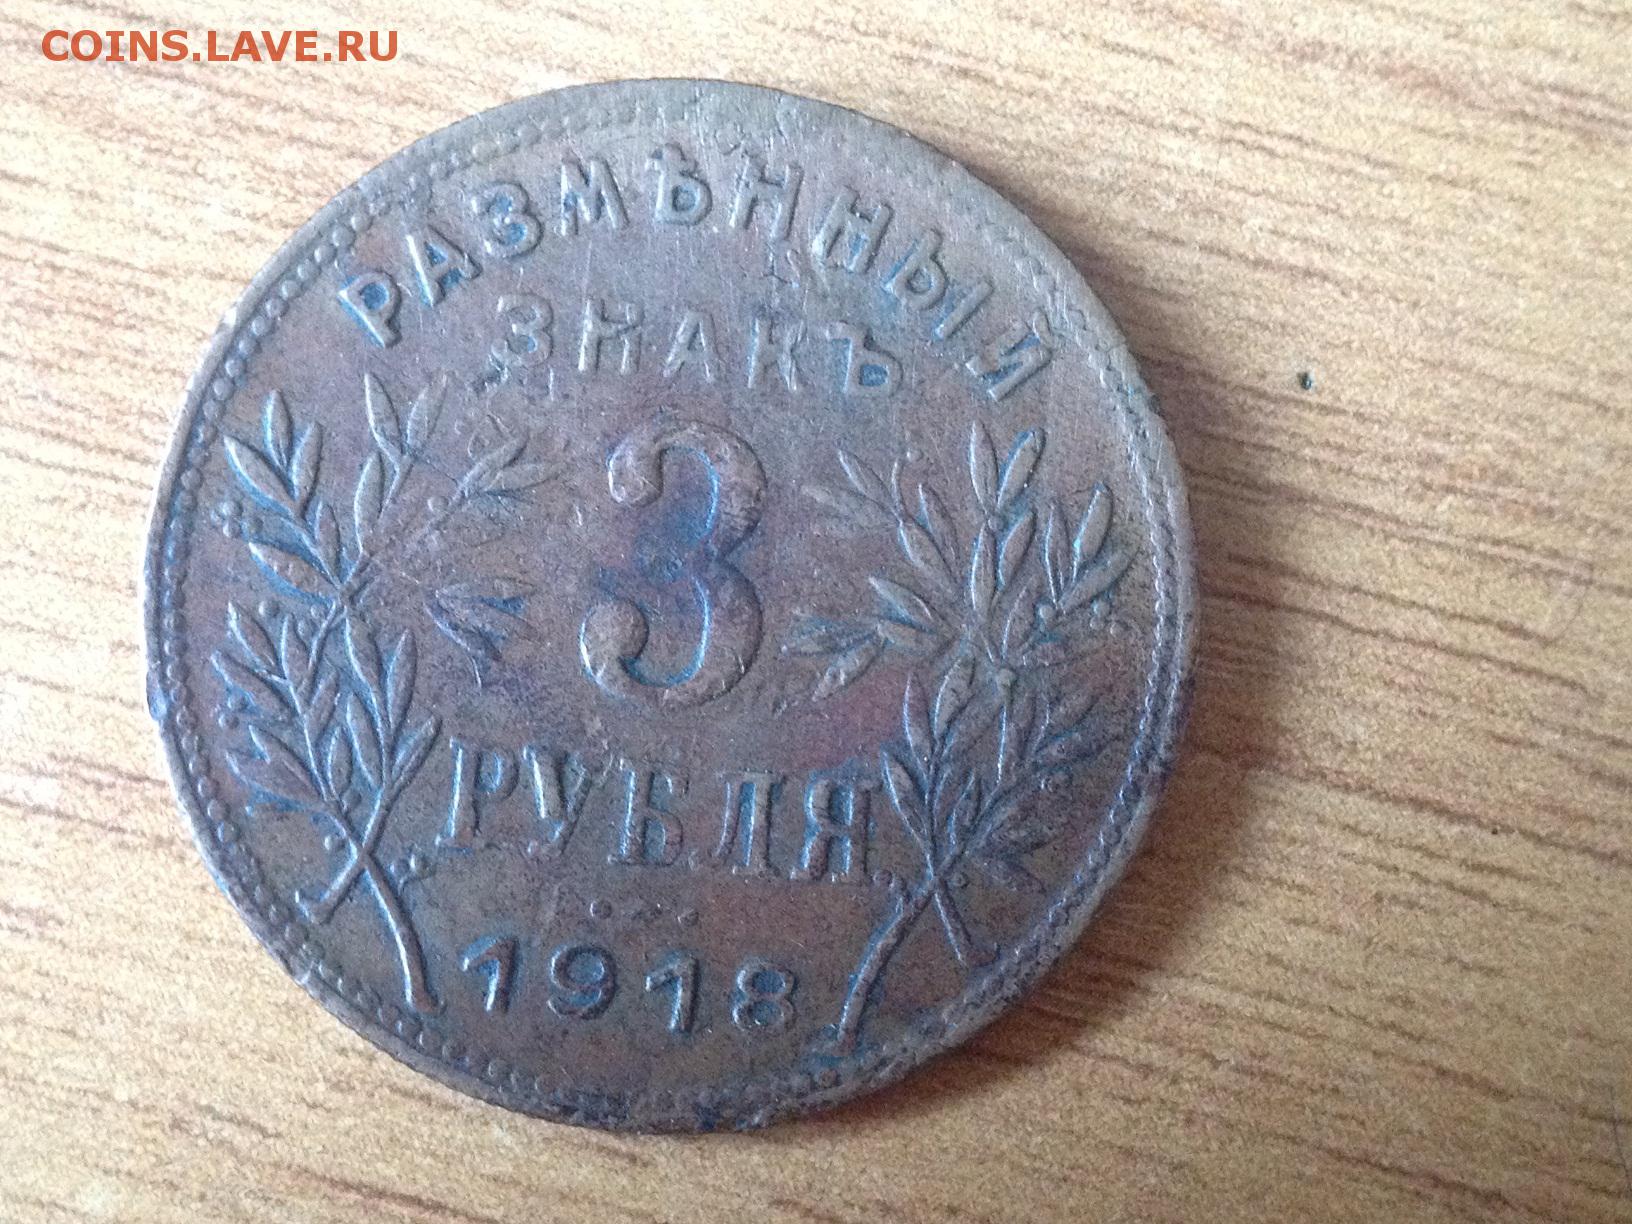 COINS.LAVE.RU
РАЗМѢННЫЙ
ЗНАКЪ
3
РУБЛЯ.
1918